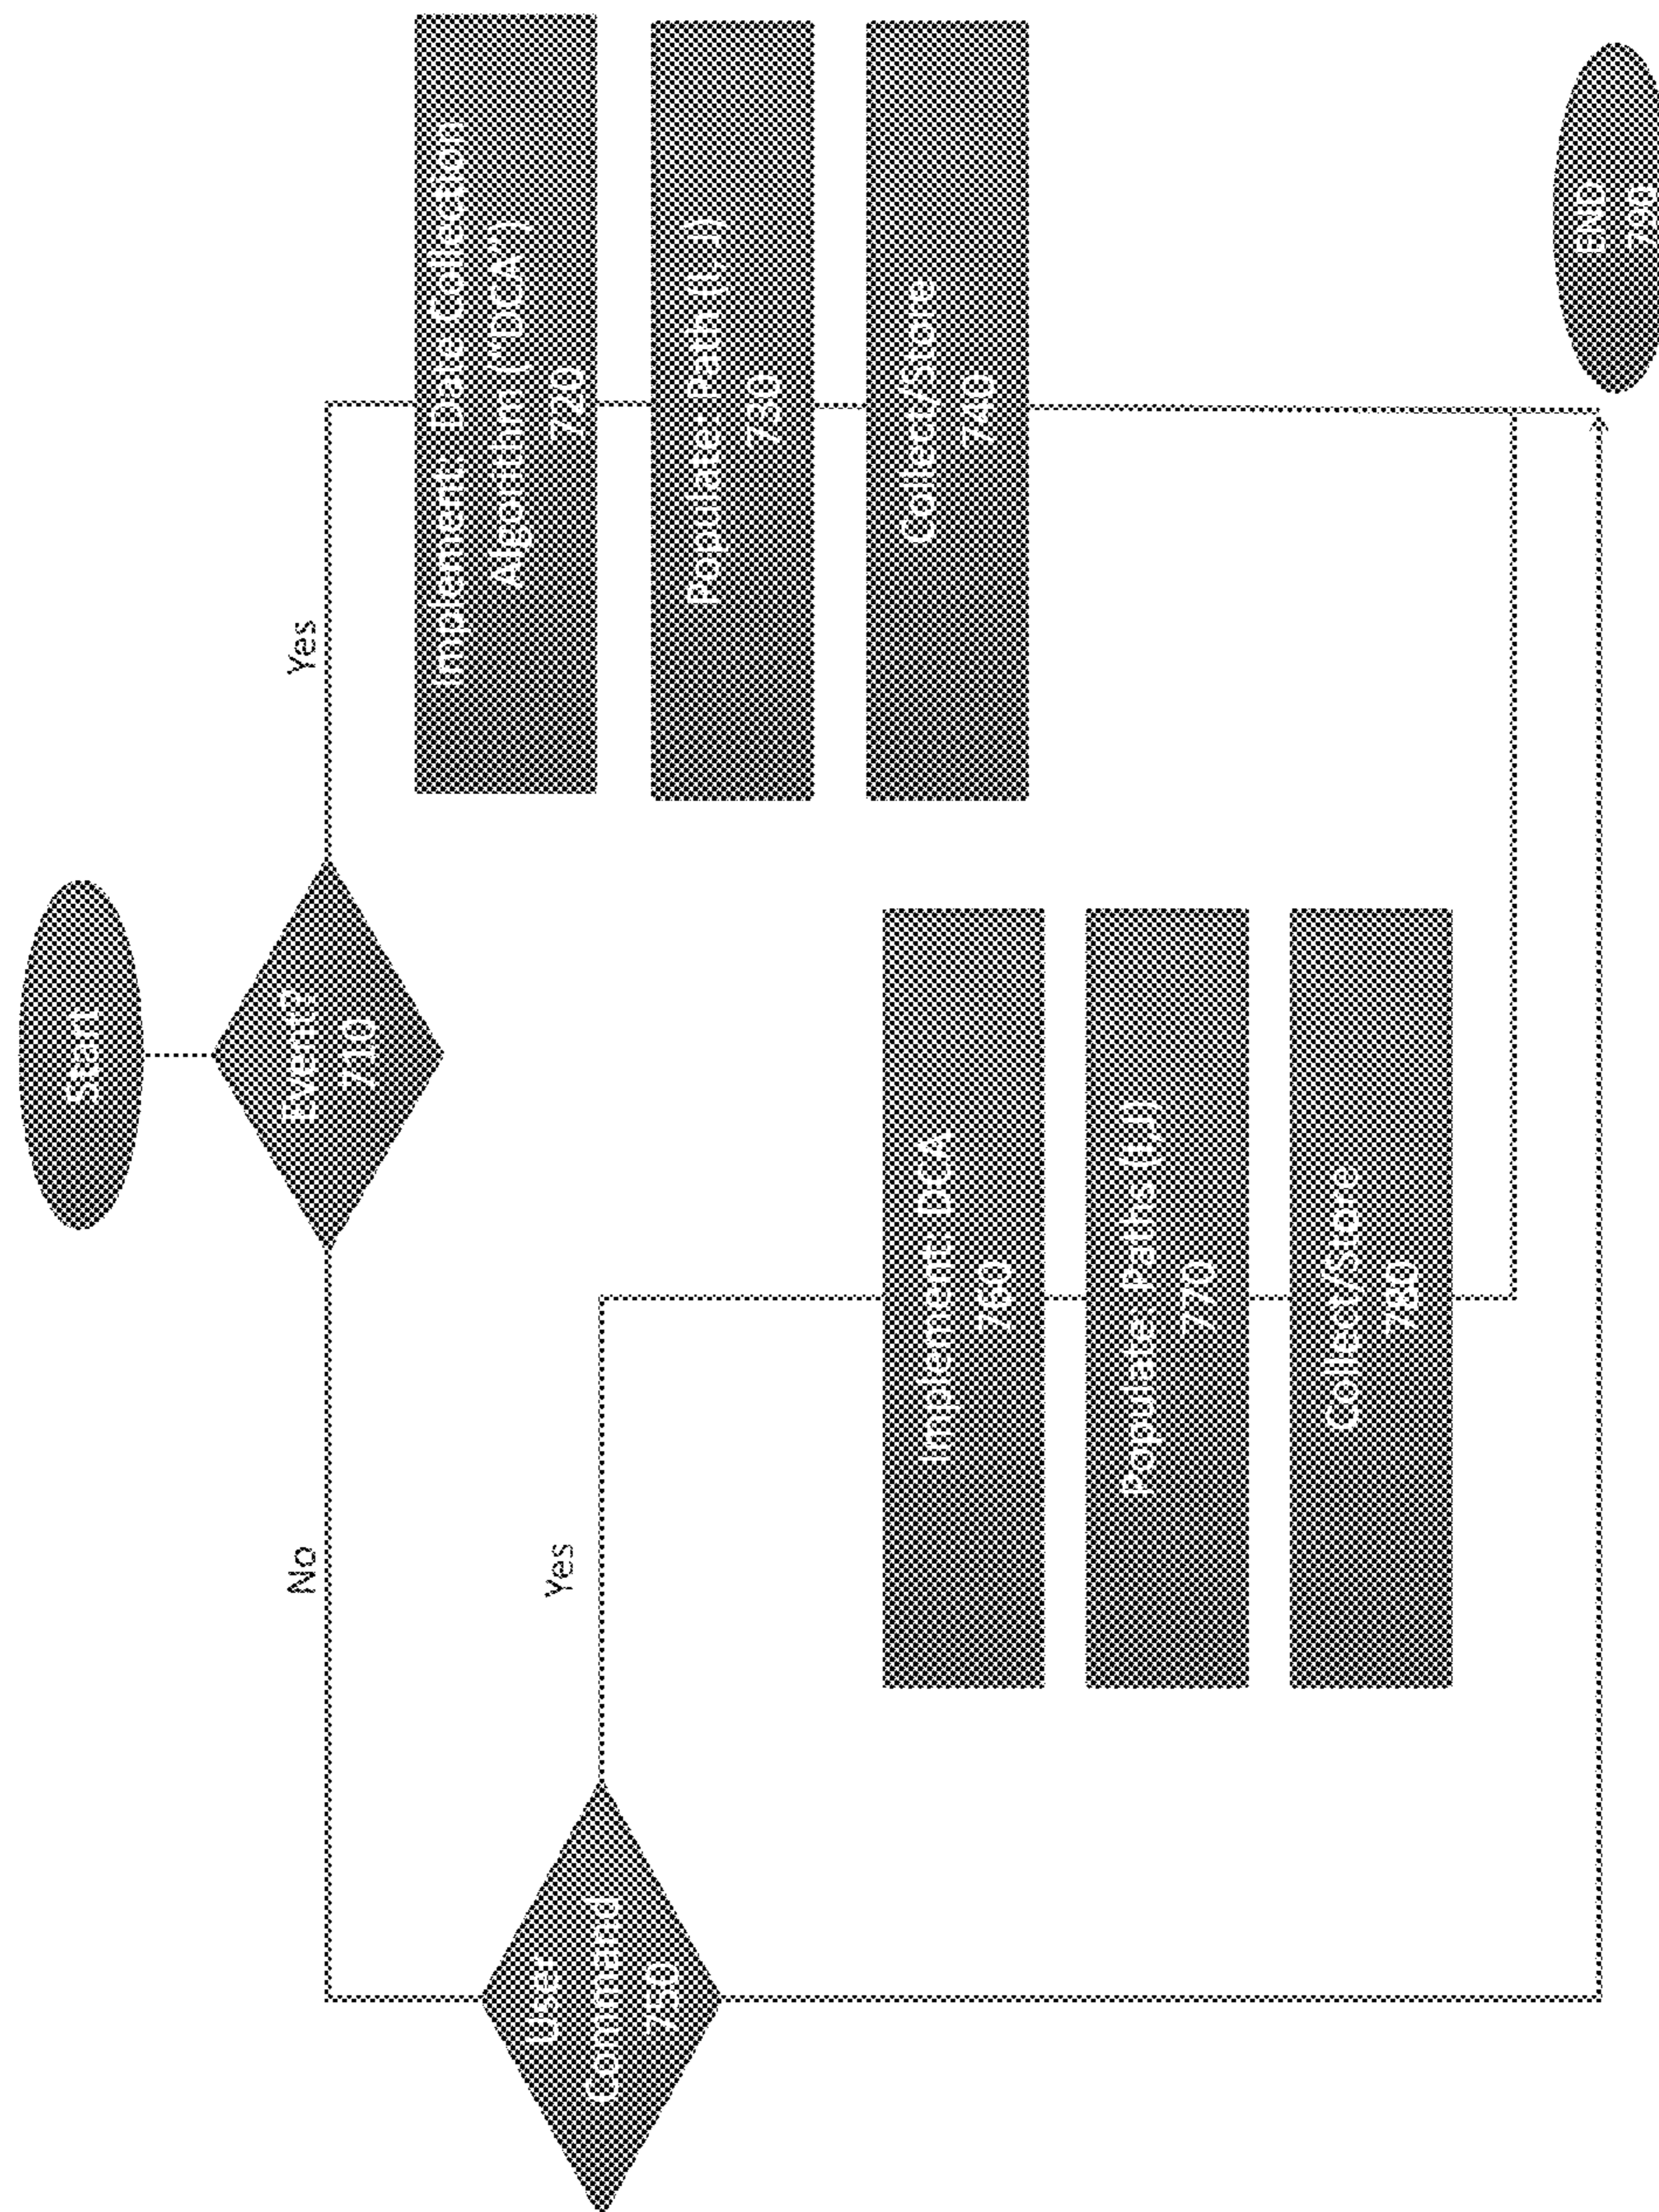 Start
Event?
710
Yes
No
Implement Date Collection
Algorithm ("DCA")
720
Populate Path (I, J)
730
Collect/store
740
User
Command
750
Yes
Implement DCA
760
Populate Paths (I,J)
770
Collect/Store
780
END
790